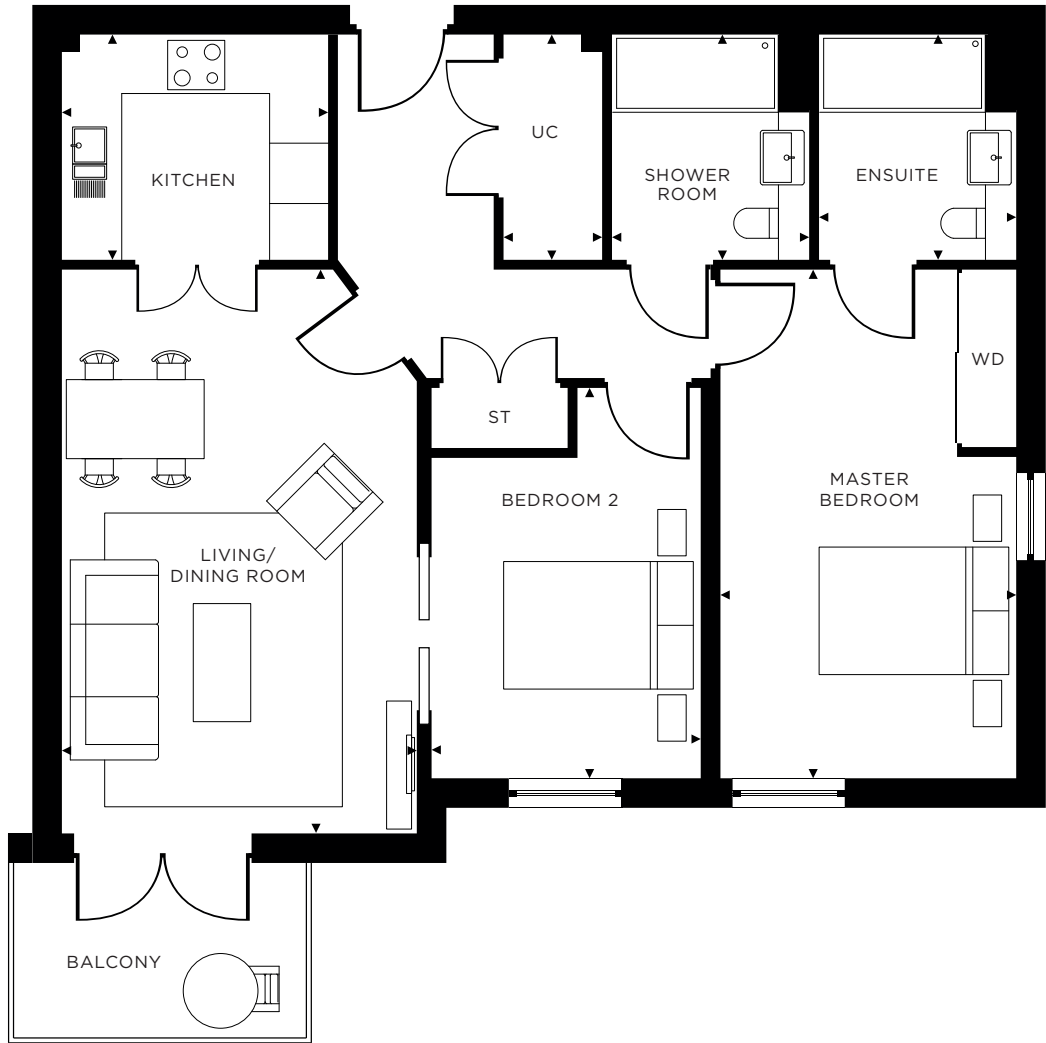 UC
KITCHEN
SHOWER
ROOM
ENSUITE
WD
ST
MASTER
BEDROOM
BEDROOM 2
LIVING/
DINING ROOM
BALCONY